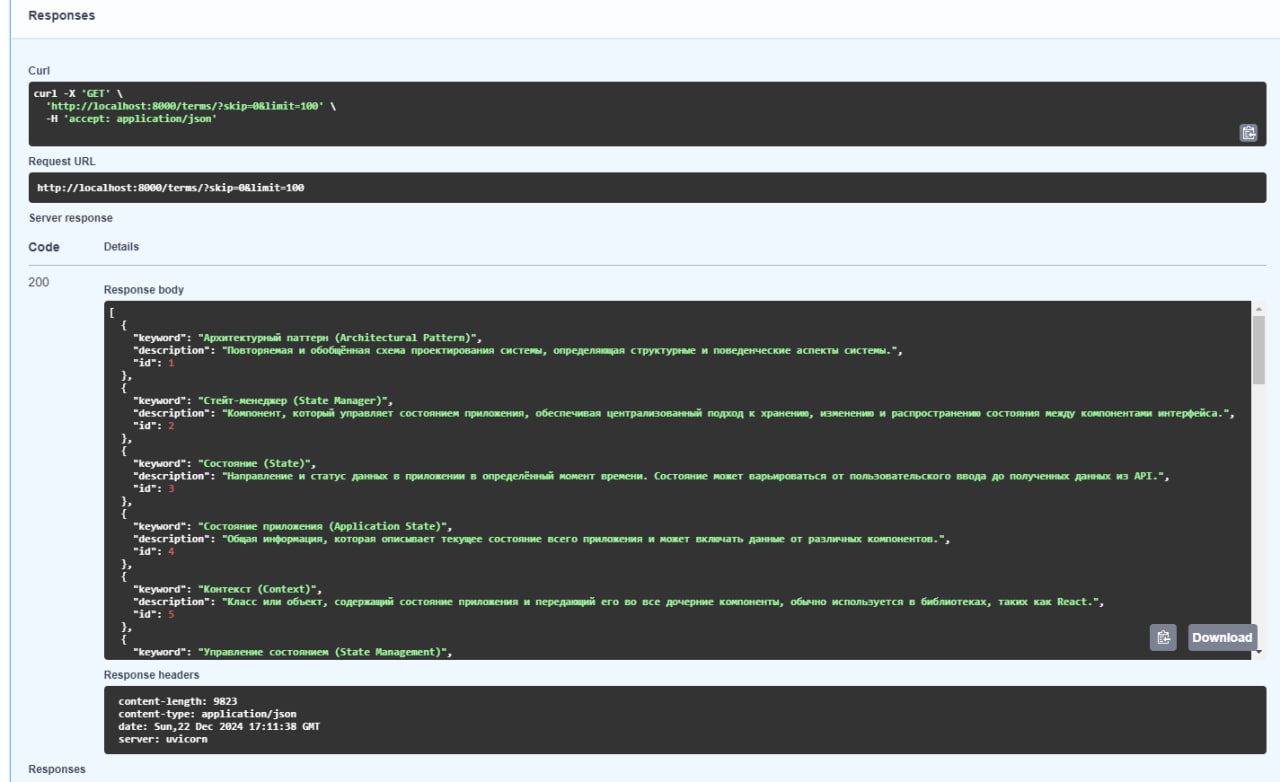 Responses
Curl
curl -X 'GET' \
  'http://localhost:8000/terms/?skip=0&limit=100' \
  -H 'accept: application/json'
Request URL
http://localhost:8000/terms/?skip=0&limit=100
Server response
Code Details
200
Response body
[
  {
    "keyword": "Архитектурный паттерн (Architectural Pattern)",
    "description": "Повторяемая и обобщённая схема проектирования системы, определяющая структурные и поведенческие аспекты системы.",
    "id": 1
  },
  {
    "keyword": "Стейт-менеджер (State Manager)",
    "description": "Компонент, который управляет состоянием приложения, обеспечивая централизованный подход к хранению, изменению и распространению состояния между компонентами интерфейса.",
    "id": 2
  },
  {
    "keyword": "Состояние (State)",
    "description": "Направление и статус данных в приложении в определённый момент времени. Состояние может варьироваться от пользовательского ввода до полученных данных из API.",
    "id": 3
  },
  {
    "keyword": "Состояние приложения (Application State)",
    "description": "Общая информация, которая описывает текущее состояние всего приложения и может включать данные от различных компонентов.",
    "id": 4
  },
  {
    "keyword": "Контекст (Context)",
    "description": "Класс или объект, содержащий состояние приложения и передающий его во все дочерние компоненты, обычно используется в библиотеках, таких как React.",
    "id": 5
  },
  {
    "keyword": "Управление состоянием (State Management)",
Download
Response headers
content-length: 9823
content-type: application/json
date: Sun,22 Dec 2024 17:11:38 GMT
server: uvicorn
Responses